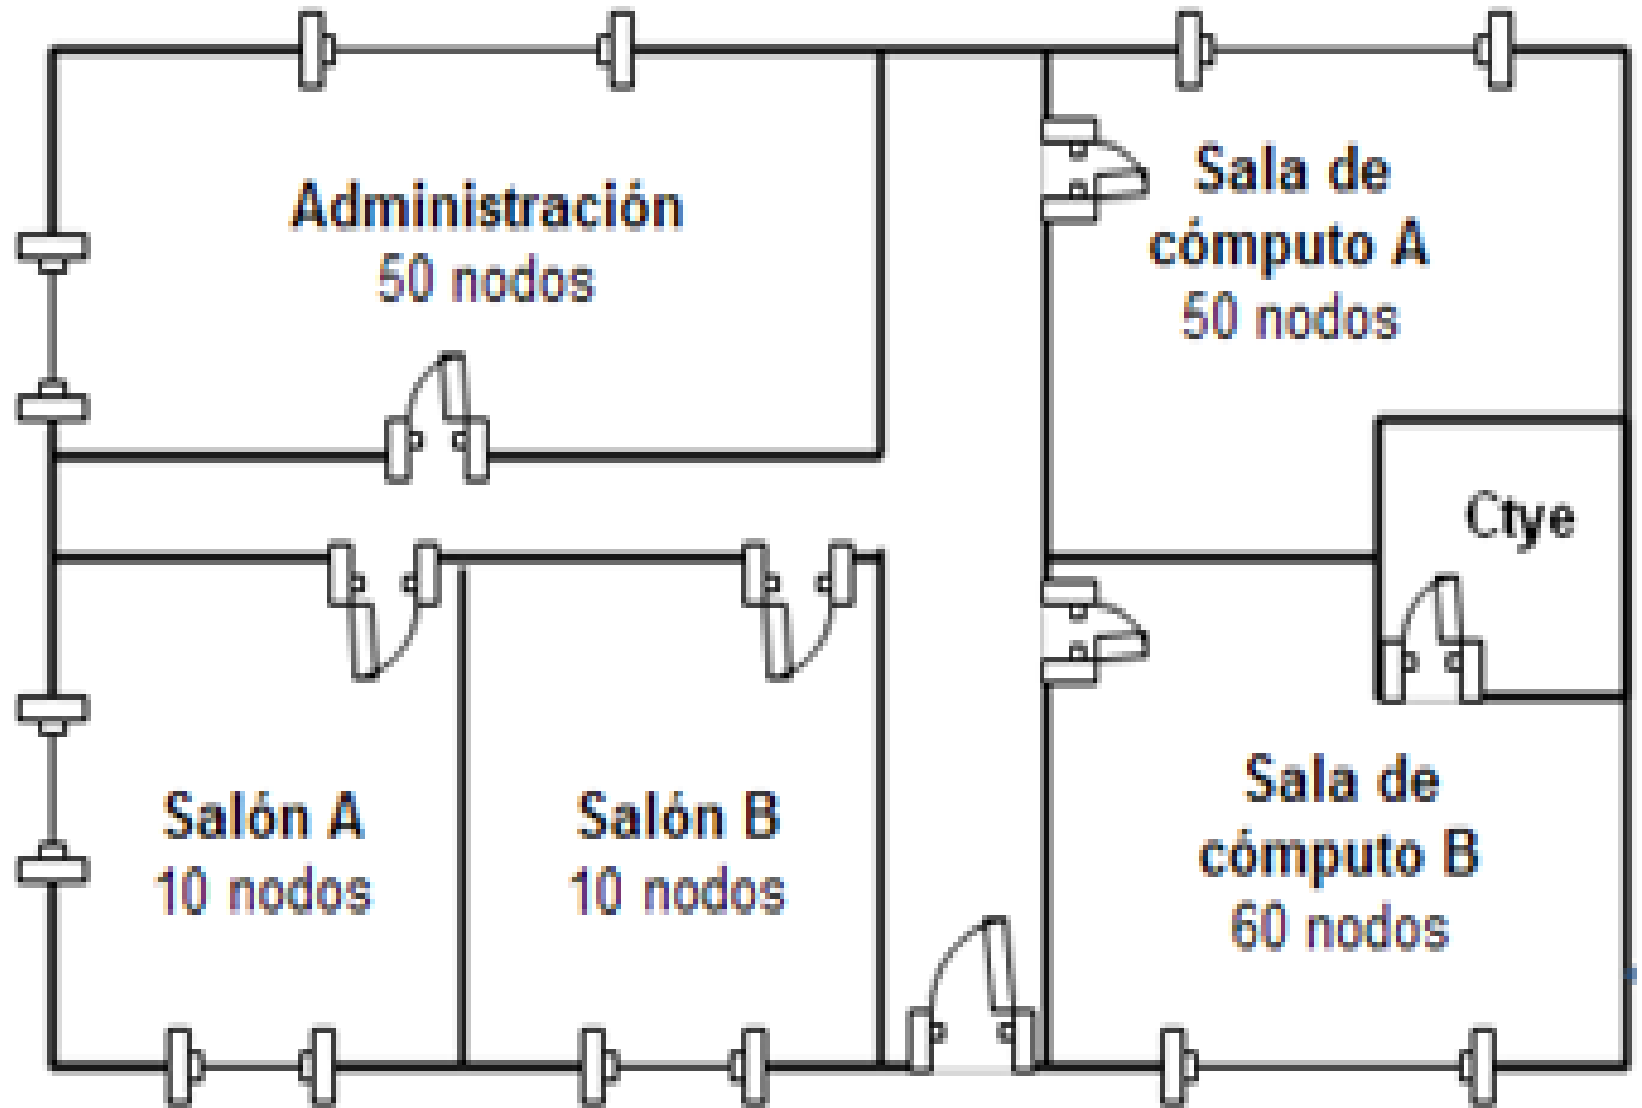 Administración
50 nodos
Sala de
cómputo A
50 nodos
Ctye
Salón A
10 nodos
Salón B
10 nodos
Sala de
cómputo B
60 nodos